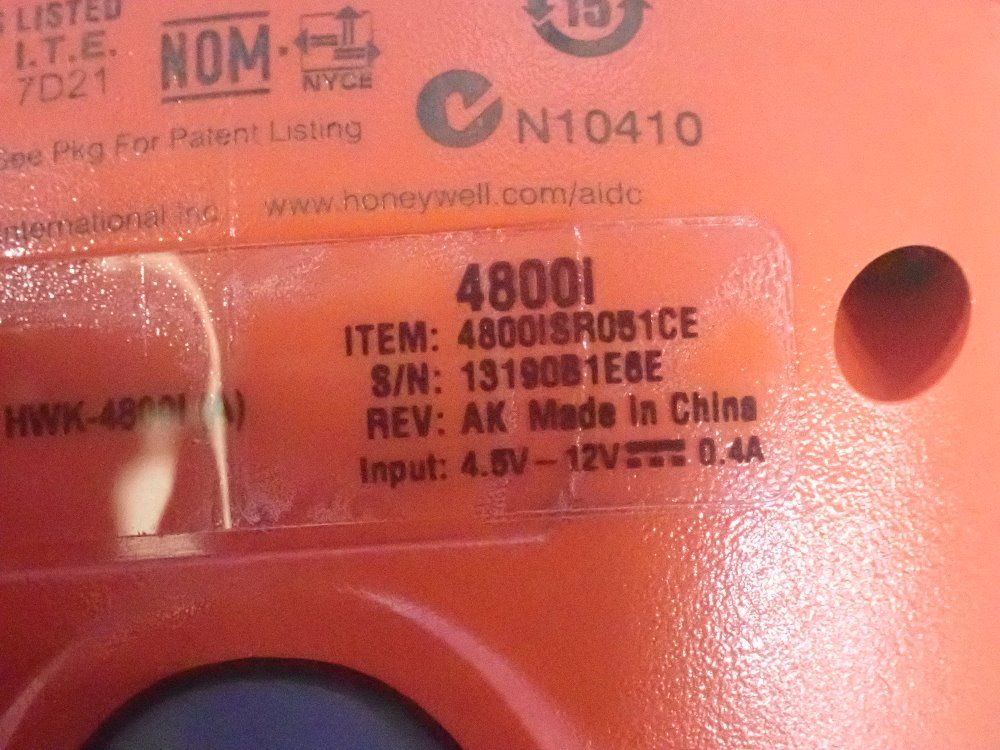 LISTED
I.T.E.
7D21
NOM
NYCE
15
N10410
See Pkg For Patent Listing
International Inc
www.honeywell.com/aidc
4800i
ITEM: 4800ISR051CE
S/N: 13190B1E6E
REV: AK Made in China
Input: 4.5V – 12V 0.4A